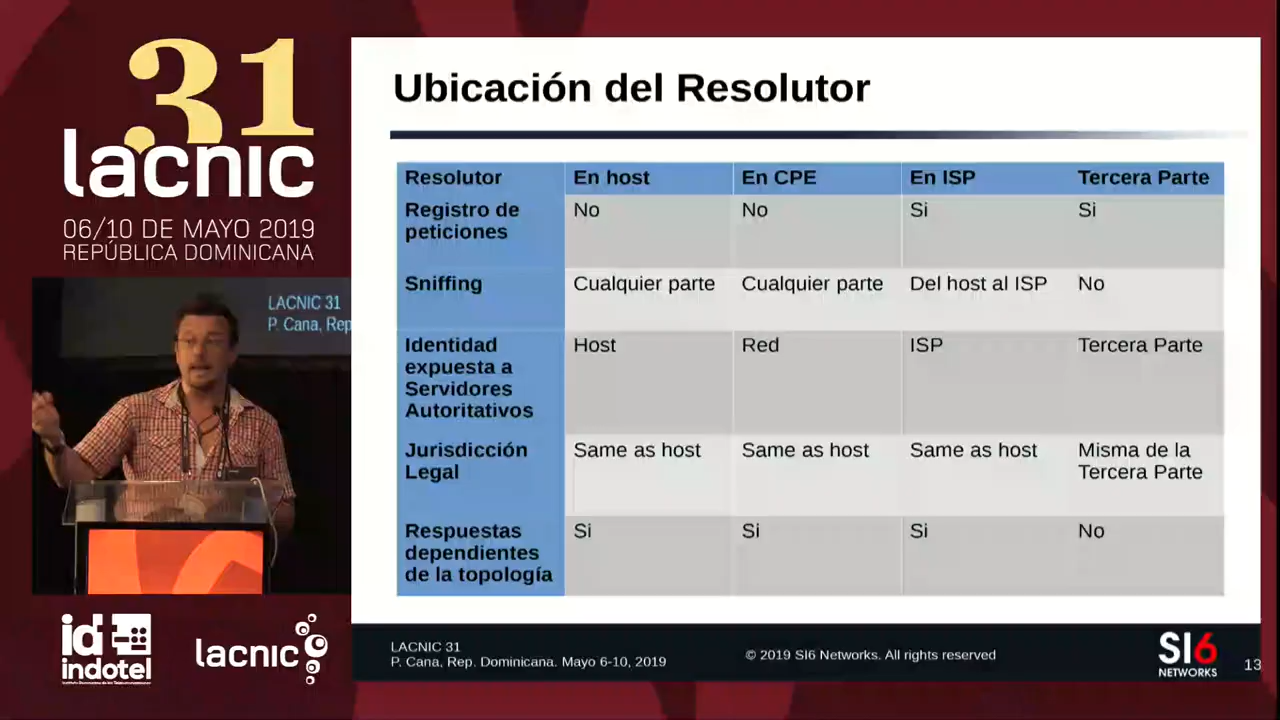 31
lacnic
06/10 DE MAYO 2019
REPÚBLICA DOMINICANA
LACNIC 31
P. Cana, Rep
indotel
lacnic
Ubicación del Resolutor
Resolutor En host En CPE En ISP Tercera Parte
Registro de peticiones No No Si Si
Sniffing Cualquier parte Cualquier parte Del host al ISP No
Identidad expuesta a Servidores Autoritativos Host Red ISP Tercera Parte
Jurisdicción Legal Same as host Same as host Same as host Misma de la Tercera Parte
Respuestas dependientes de la topología Si Si Si No
LACNIC 31
P. Cana, Rep. Dominicana. Mayo 6-10, 2019
© 2019 SI6 Networks. All rights reserved
SI6
NETWORKS
13